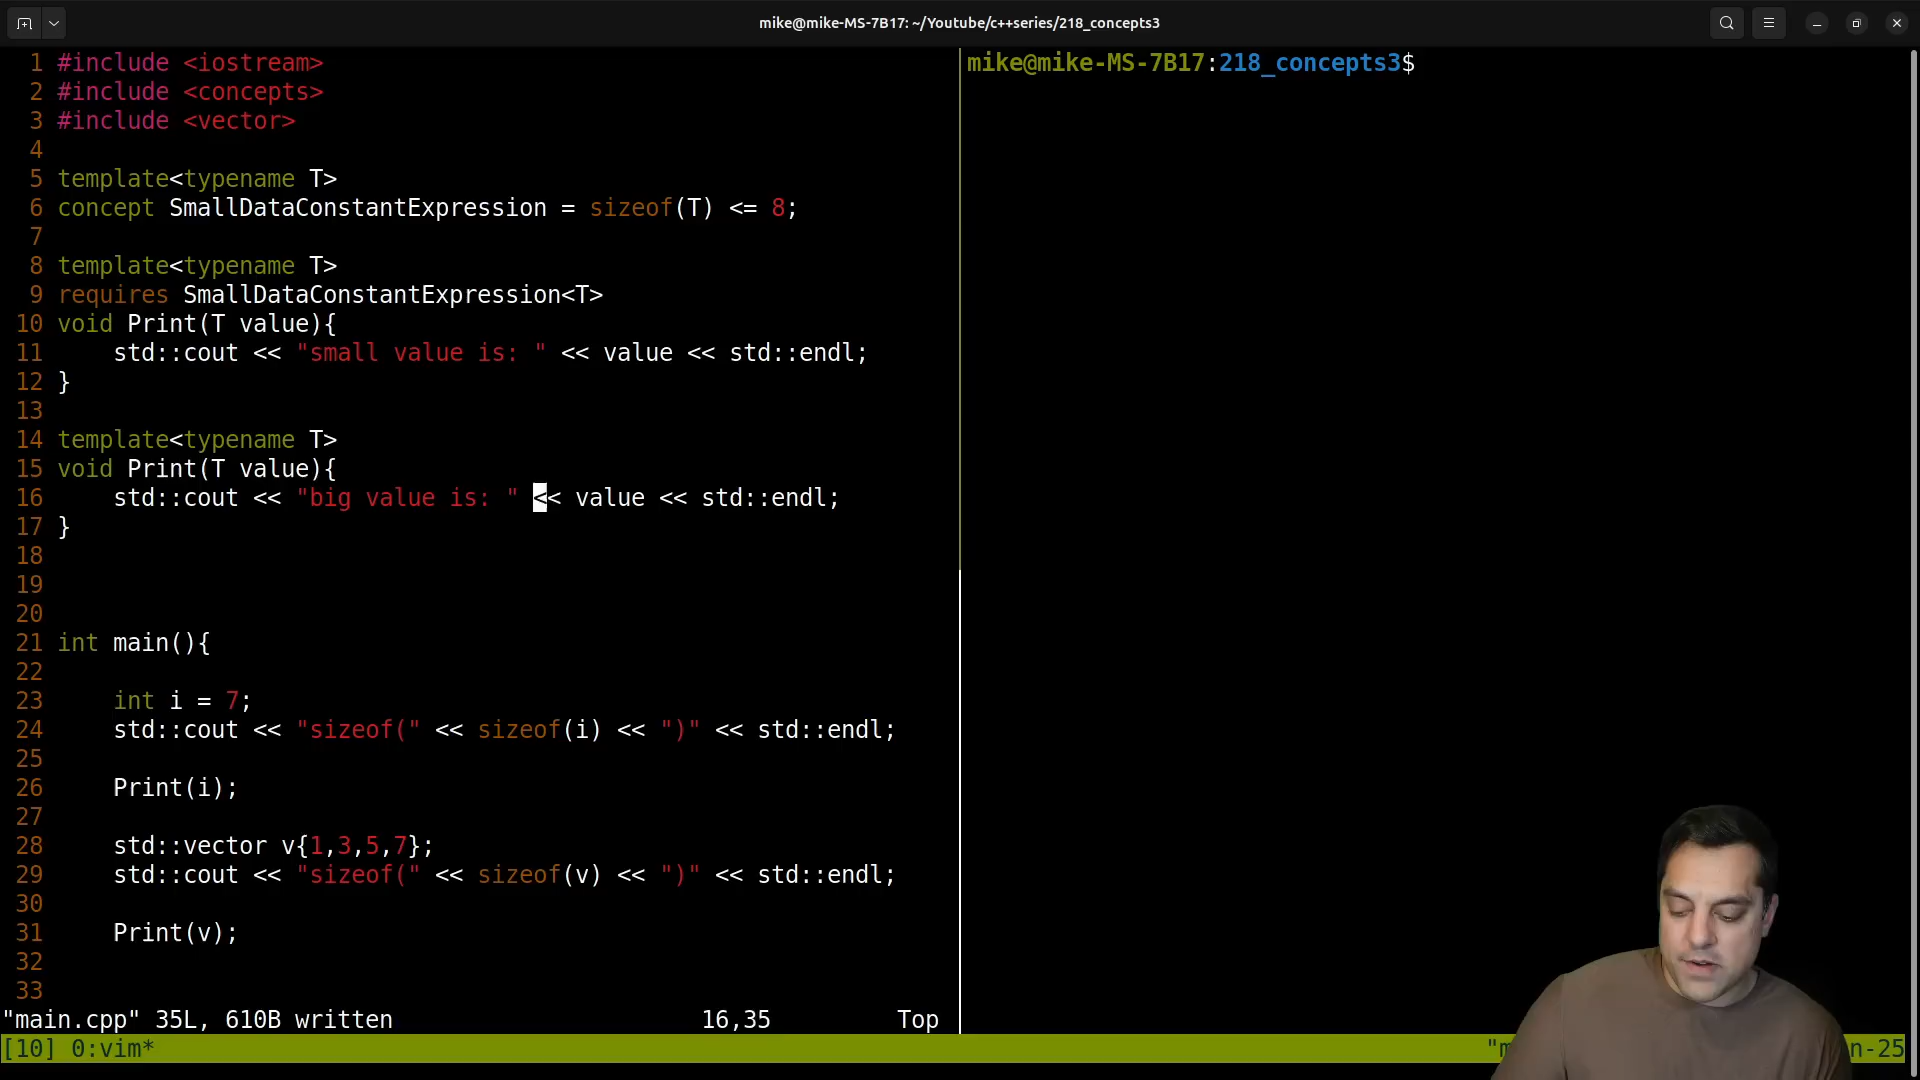 mike@mike-MS-7B17: ~/Youtube/c++series/218_concepts3
1 #include <iostream>
2 #include <concepts>
3 #include <vector>
4
5 template<typename T>
6 concept SmallDataConstantExpression = sizeof(T) <= 8;
7
8 template<typename T>
9 requires SmallDataConstantExpression<T>
10 void Print(T value){
11     std::cout << "small value is: " << value << std::endl;
12 }
13
14 template<typename T>
15 void Print(T value){
16     std::cout << "big value is: " << value << std::endl;
17 }
18
19
20
21 int main(){
22
23     int i = 7;
24     std::cout << "sizeof(" << sizeof(i) << ")" << std::endl;
25
26     Print(i);
27
28     std::vector v{1,3,5,7};
29     std::cout << "sizeof(" << sizeof(v) << ")" << std::endl;
30
31     Print(v);
32
33
"main.cpp" 35L, 610B written 16,35 Top
mike@mike-MS-7B17:218_concepts3$
[10] 0:vim* n-25